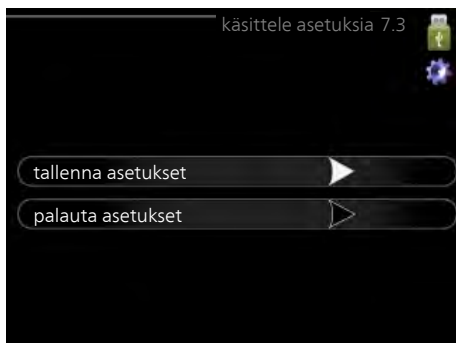 käsittele asetuksia 7.3
tallenna asetukset
palauta asetukset